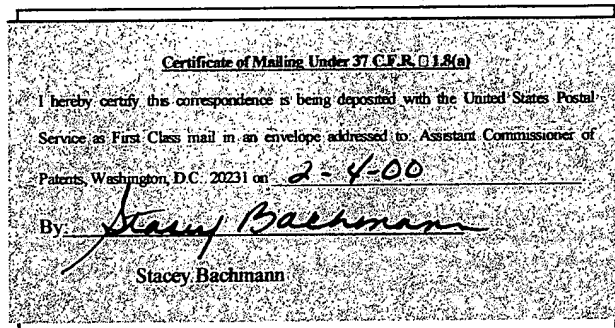 Certificate of Mailing Under 37 C.F.R. □ 1.8(a)
I hereby certify this correspondence is being deposited with the United States Postal
Service as First Class mail in an envelope addressed to: Assistant Commissioner of
Patents, Washington, D.C. 20231 on 2-4-00
By: Stacey Bachmann
Stacey Bachmann